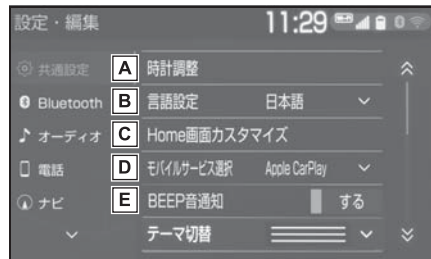 設定・編集 11:29
共通設定 A 時計調整
Bluetooth B 言語設定 日本語
オーディオ C Home画面カスタマイズ
電話 D モバイルサービス選択 Apple CarPlay
ナビ E BEEP音通知 する
テーマ切替